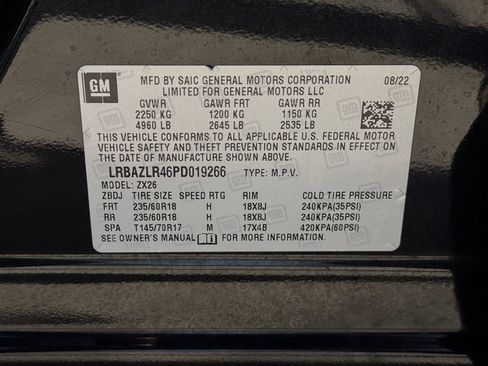 GM
MFD BY SAIC GENERAL MOTORS CORPORATION
LIMITED FOR GENERAL MOTORS LLC
08/22
GVWR GAWR FRT GAWR RR
2250 KG 1200 KG 1150 KG
4960 LB 2645 LB 2535 LB
THIS VEHICLE CONFORMS TO ALL APPLICABLE U.S. FEDERAL MOTOR
VEHICLE SAFETY AND THEFT PREVENTION STANDARDS IN EFFECT ON
THE DATE OF MANUFACTURE SHOWN ABOVE.
LRBAZLR46PD019266 TYPE: M.P.V.
MODEL: ZX26
ZBDJ TIRE SIZE SPEED RTG RIM COLD TIRE PRESSURE
FRT 235/60R18 H 18X8J 240KPA(35PSI)
RR 235/60R18 H 18X8J 240KPA(35PSI)
SPA T145/70R17 M 17X4B 420KPA(60PSI)
SEE OWNER'S MANUAL FOR MORE INFORMATION.